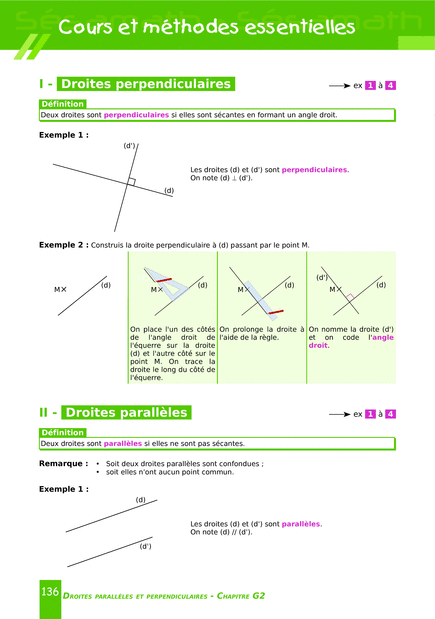 Sésamath Sésamath
Cours et méthodes essentielles
I - Droites perpendiculaires
ex 1 à 4
Définition
Deux droites sont perpendiculaires si elles sont sécantes en formant un angle droit.
Exemple 1 :
(d')
(d)
Les droites (d) et (d') sont perpendiculaires.
On note (d) ⊥ (d').
Exemple 2 : Construis la droite perpendiculaire à (d) passant par le point M.
M (d)
M (d)
M (d)
(d')
M (d)
On place l'un des côtés
de l'angle droit de
l'équerre sur la droite
(d) et l'autre côté sur le
point M. On trace la
droite le long du côté de
l'équerre.
On prolonge la droite à
l'aide de la règle.
On nomme la droite (d')
et on code l'angle
droit.
II - Droites parallèles
ex 1 à 4
Définition
Deux droites sont parallèles si elles ne sont pas sécantes.
Remarque : • Soit deux droites parallèles sont confondues ;
• soit elles n'ont aucun point commun.
Exemple 1 :
(d)
(d')
Les droites (d) et (d') sont parallèles.
On note (d) // (d').
136 Droites parallèles et perpendiculaires - Chapitre G2